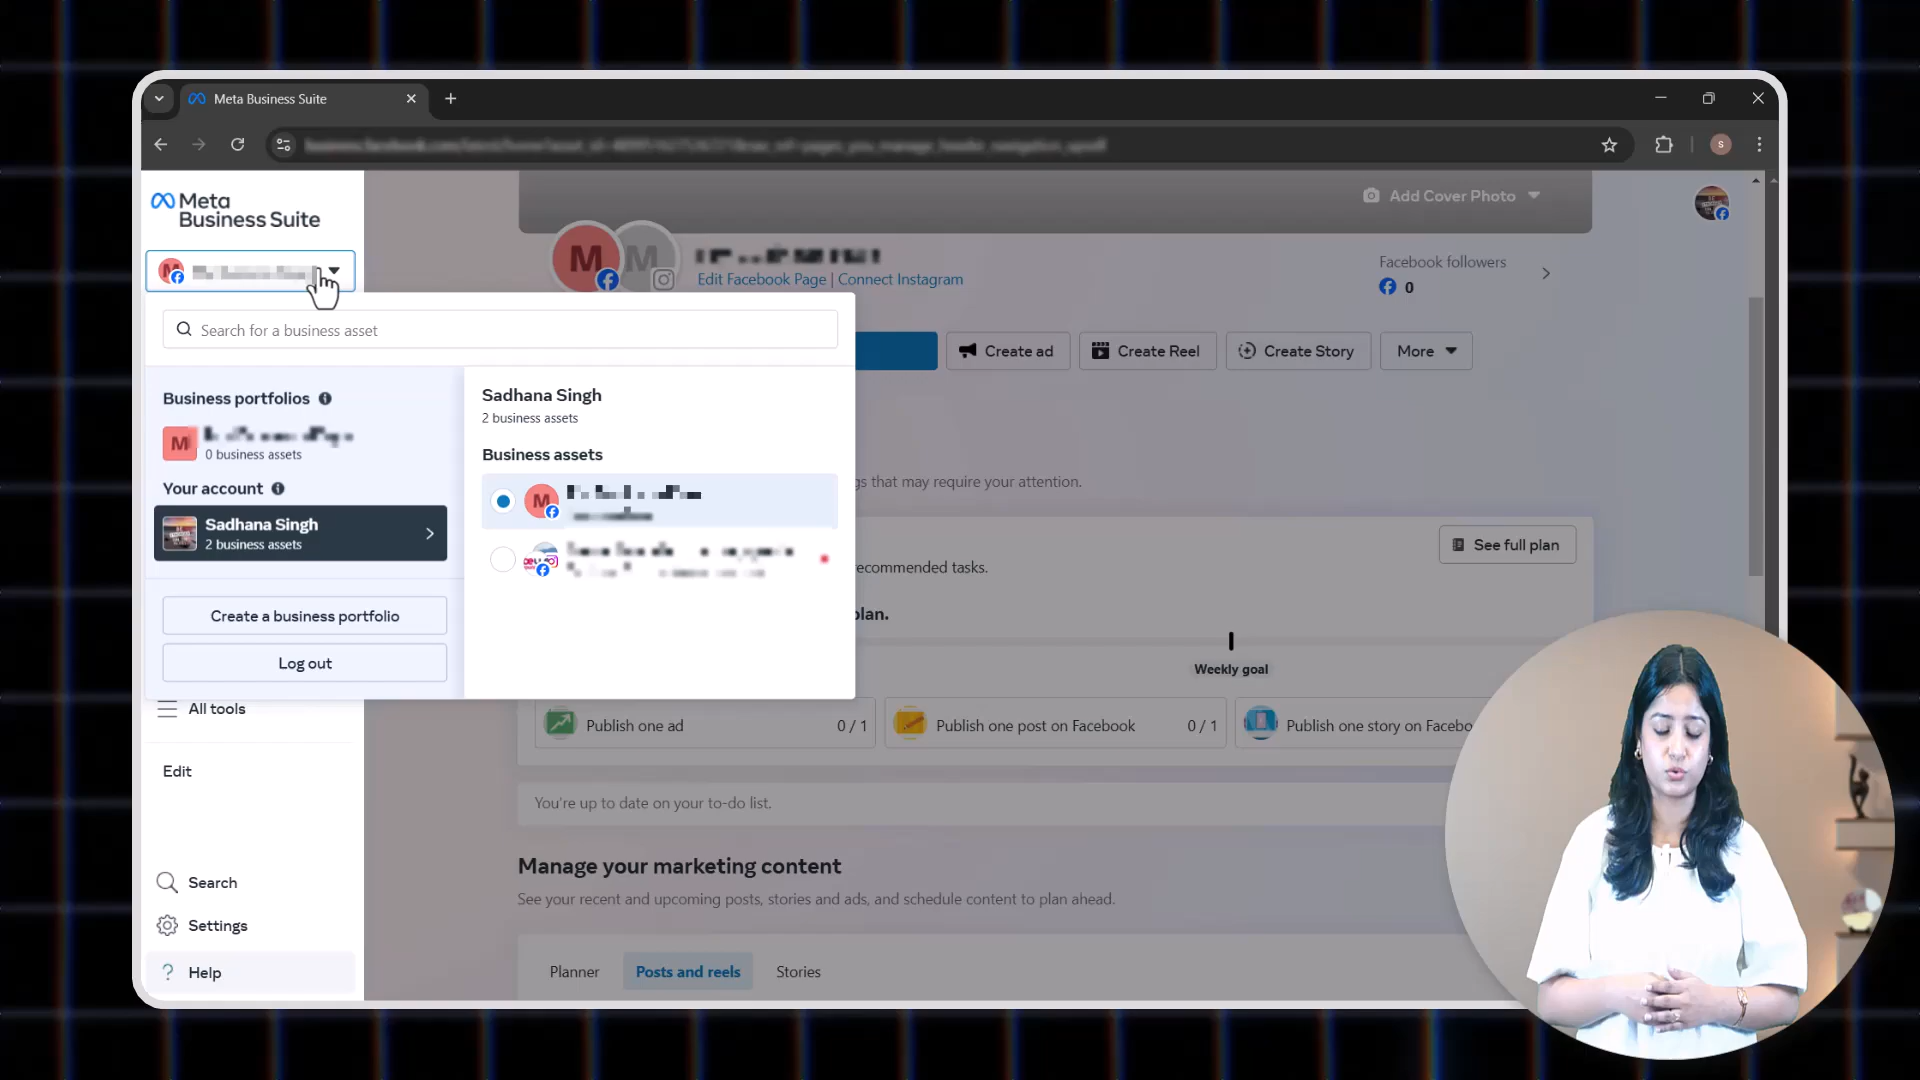 Meta Business Suite
Meta
Business Suite
Add Cover Photo
M
M
M
Edit Facebook Page | Connect Instagram
Facebook followers
0
Search for a business asset
Create ad
Create Reel
Create Story
More
Business portfolios
M
0 business assets
Your account
Sadhana Singh
2 business assets
Create a business portfolio
Log out
Sadhana Singh
2 business assets
Business assets
M
gs that may require your attention.
See full plan
ecommended tasks.
plan.
Weekly goal
All tools
Publish one ad
0 / 1
Publish one post on Facebook
0 / 1
Publish one story on Facebo
Edit
You're up to date on your to-do list.
Manage your marketing content
See your recent and upcoming posts, stories and ads, and schedule content to plan ahead.
Search
Settings
Help
Planner
Posts and reels
Stories
S